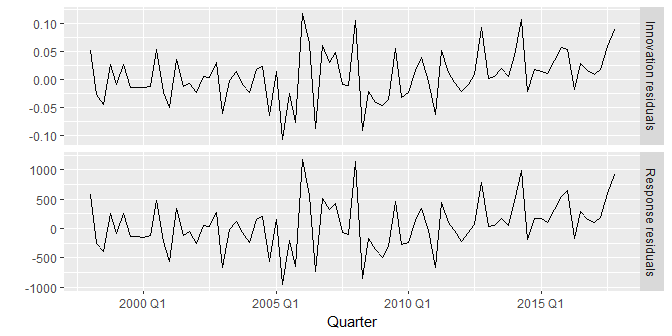 0.10
0.05
0.00
-0.05
-0.10
Innovation residuals
1000
500
0
-500
-1000
Response residuals
2000 Q1
2005 Q1
2010 Q1
2015 Q1
Quarter